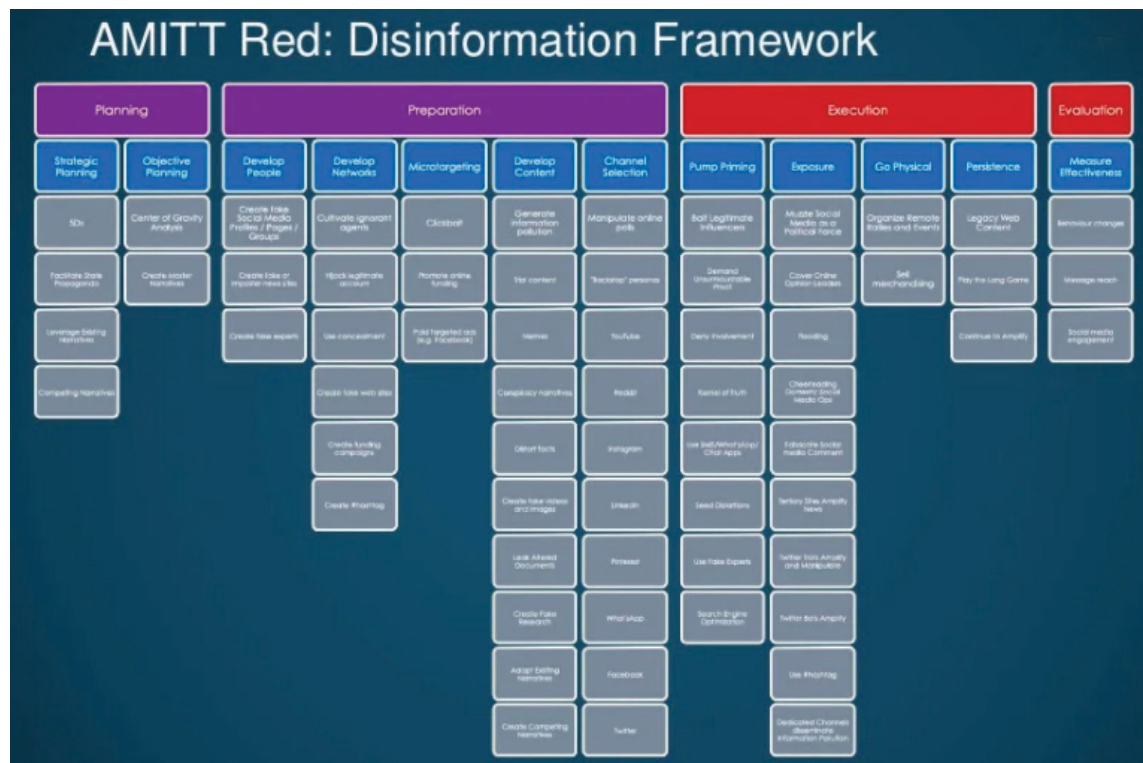 AMITT Red: Disinformation Framework
Planning
Preparation
Execution
Evaluation
Strategic
Planning
Objective
Planning
Develop
People
Develop
Networks
Microtargeting
Develop
Content
Channel
Selection
Pump Priming
Exposure
Go Physical
Persistence
Measure
Effectiveness
5Ds
Facilitate State
Propaganda
Leverage Existing
Narratives
Competing Narratives
Center of Gravity
Analysis
Create Master
Narratives
Create fake
Social Media
Profiles / Pages /
Groups
Create fake or
imposter news sites
Create fake experts
Cultivate ignorant
agents
Hijack legitimate
account
Use concealment
Create fake web sites
Create funding
campaigns
Create #hashtag
Clickbait
Promote online
funding
Paid targeted ads
(e.g. Facebook)
Generate
information
pollution
Trial content
Memes
Conspiracy narratives
Distort facts
Create fake videos
and images
Leak Altered
Documents
Create Fake
Research
Adapt Existing
Narratives
Create Competing
Narratives
Manipulate online
polls
"Backstop" personas
YouTube
Reddit
Instagram
LinkedIn
Pinterest
WhatsApp
Facebook
Twitter
Bait Legitimate
Influencers
Demand
Unsurmountable
Proof
Deny Involvement
Kernel of Truth
Use SMS/WhatsApp/
Chat Apps
Seed Distortions
Use Fake Experts
Search Engine
Optimization
Muzzle Social
Media as a
Political Force
Cower Online
Opinion Leaders
Flooding
Cheerleading
Domestic Social
Media Ops
Fabricate Social
media Comment
Tertiary Sites Amplify
News
Twitter Trolls Amplify
and Manipulate
Twitter Bots Amplify
Use #hashtag
Dedicated Channels
disseminate
Information Pollution
Organize Remote
Rallies and Events
Sell
merchandising
Legacy Web
Content
Play the Long Game
Continue to Amplify
Behaviour changes
Message reach
Social media
engagement